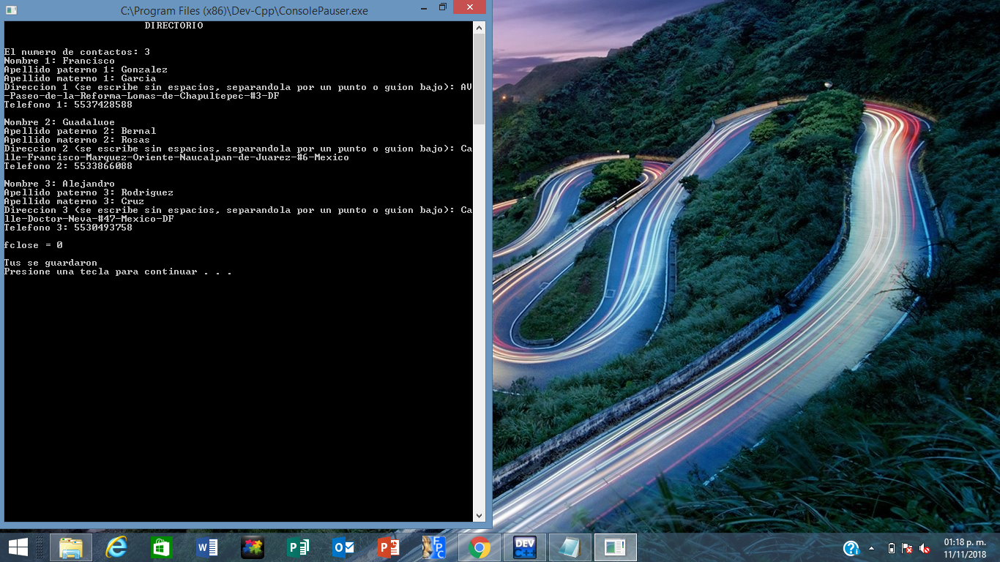 C:\Program Files (x86)\Dev-Cpp\ConsolePauser.exe
DIRECTORIO
El numero de contactos: 3
Nombre 1: Francisco
Apellido paterno 1: Gonzalez
Apellido materno 1: Garcia
Direccion 1 (se escribe sin espacios, separandola por un punto o guion bajo): AV
-Paseo-de-la-Reforma-Lomas-de-Chapultepec-#3-DF
Telefono 1: 5537428588
Nombre 2: Guadaluoe
Apellido paterno 2: Bernal
Apellido materno 2: Rosas
Direccion 2 (se escribe sin espacios, separandola por un punto o guion bajo): Ca
lle-Francisco-Marquez-Oriente-Naucalpan-de-Juarez-#6-Mexico
Telefono 2: 5533866088
Nombre 3: Alejandro
Apellido paterno 3: Rodriguez
Apellido materno 3: Cruz
Direccion 3 (se escribe sin espacios, separandola por un punto o guion bajo): Ca
lle-Doctor-Neva-#47-Mexico-DF
Telefono 3: 5530493758
fclose = 0
Tus se guardaron
Presione una tecla para continuar . . .
DEV
C++
FPC
01:18 p. m.
11/11/2018